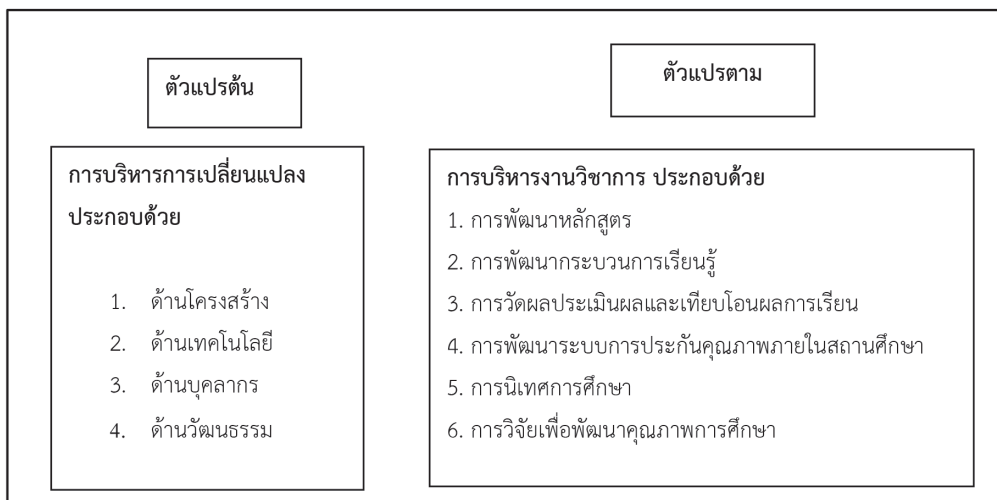 ตัวแปรต้น
การบริหารการเปลี่ยนแปลง
ประกอบด้วย
1. ด้านโครงสร้าง
2. ด้านเทคโนโลยี
3. ด้านบุคลากร
4. ด้านวัฒนธรรม
ตัวแปรตาม
การบริหารงานวิชาการ ประกอบด้วย
1. การพัฒนาหลักสูตร
2. การพัฒนากระบวนการเรียนรู้
3. การวัดผลประเมินผลและเทียบโอนผลการเรียน
4. การพัฒนาระบบการประกันคุณภาพภายในสถานศึกษา
5. การนิเทศการศึกษา
6. การวิจัยเพื่อพัฒนาคุณภาพการศึกษา